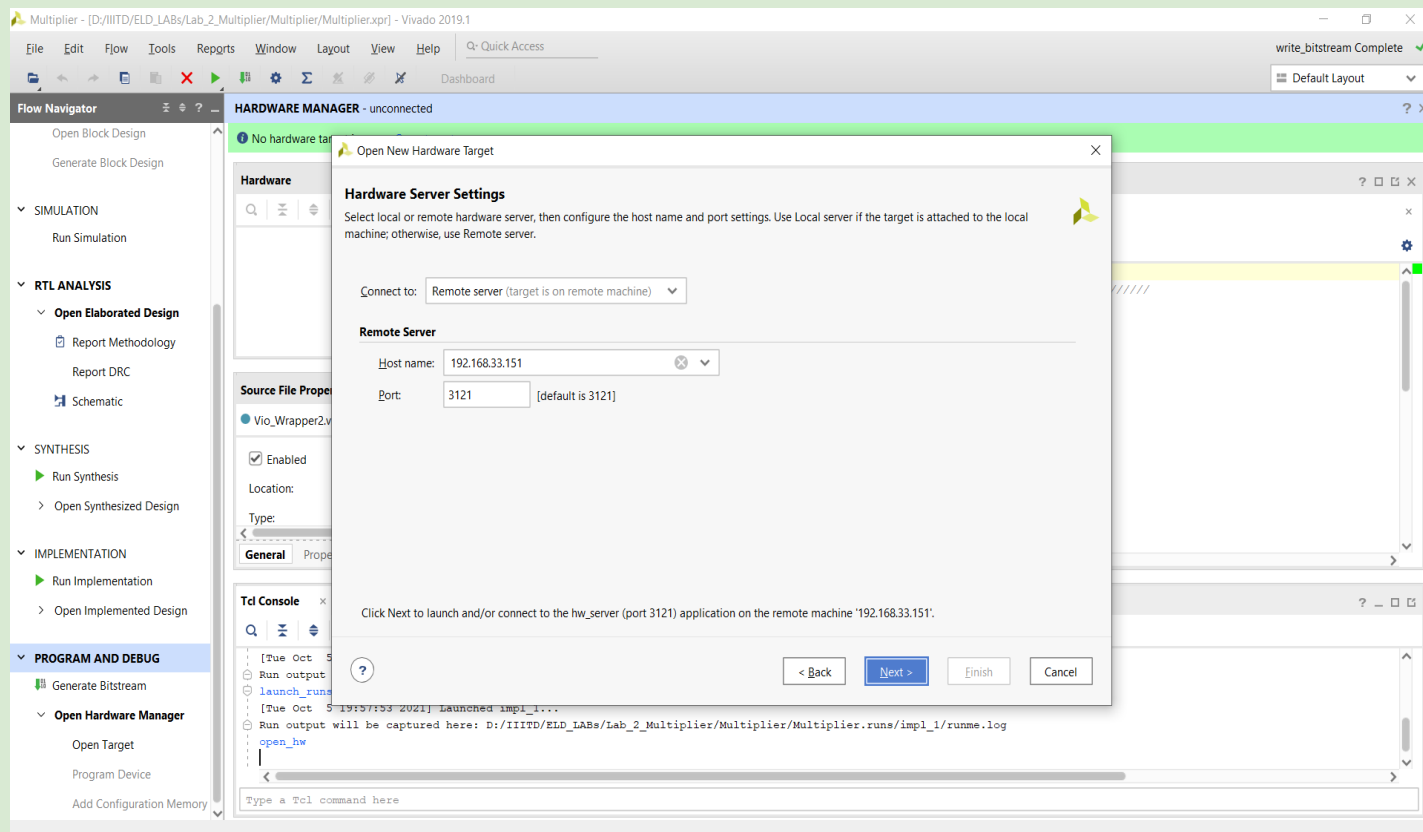 Multiplier - [D:/IIITD/ELD_LABs/Lab_2_Multiplier/Multiplier/Multiplier.xpr] - Vivado 2019.1
File Edit Flow Tools Reports Window Layout View Help Q- Quick Access
write_bitstream Complete
Dashboard
Default Layout
Flow Navigator
Open Block Design
Generate Block Design
SIMULATION
Run Simulation
RTL ANALYSIS
Open Elaborated Design
Report Methodology
Report DRC
Schematic
SYNTHESIS
Run Synthesis
Open Synthesized Design
IMPLEMENTATION
Run Implementation
Open Implemented Design
PROGRAM AND DEBUG
Generate Bitstream
Open Hardware Manager
Open Target
Program Device
Add Configuration Memory
HARDWARE MANAGER - unconnected
No hardware tar
Hardware
Source File Proper
Vio_Wrapper2.v
Enabled
Location:
Type:
General Prope
Open New Hardware Target
Hardware Server Settings
Select local or remote hardware server, then configure the host name and port settings. Use Local server if the target is attached to the local
machine; otherwise, use Remote server.
Connect to: Remote server (target is on remote machine)
Remote Server
Host name: 192.168.33.151
Port: 3121 [default is 3121]
Click Next to launch and/or connect to the hw_server (port 3121) application on the remote machine '192.168.33.151'.
? < Back Next > Finish Cancel
//////
Tcl Console
[Tue Oct 5
Run output
launch_runs
[Tue Oct 5 19:57:53 2021] Launched impl_1...
Run output will be captured here: D:/IIITD/ELD_LABs/Lab_2_Multiplier/Multiplier/Multiplier.runs/impl_1/runme.log
open_hw
Type a Tcl command here